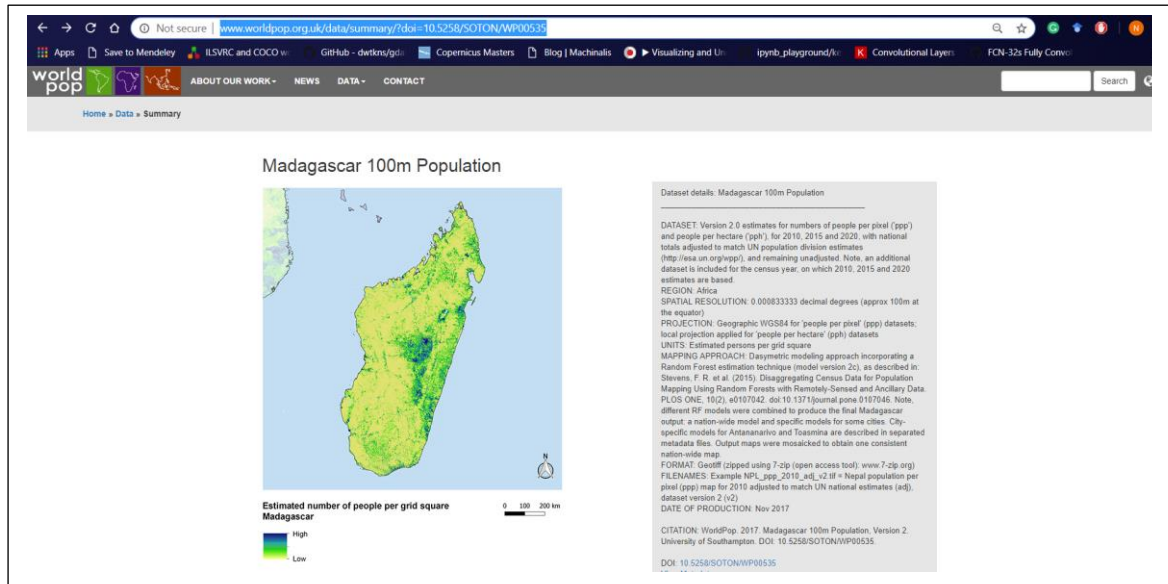 Not secure | www.worldpop.org.uk/data/summary/?doi=10.5258/SOTON/WP00535
N
Apps Save to Mendeley ILSVRC and COCO w GitHub - dwtkns/gda Copernicus Masters Blog | Machinalis Visualizing and Un ipynb_playground/ke K Convolutional Layers FCN-32s Fully Convol
world
pop
ABOUT OUR WORK NEWS DATA CONTACT Search
Home » Data » Summary
Madagascar 100m Population
N
0 100 200 km
Estimated number of people per grid square
Madagascar
High
Low
Dataset details: Madagascar 100m Population
DATASET: Version 2.0 estimates for numbers of people per pixel ('ppp')
and people per hectare ('pph'), for 2010, 2015 and 2020, with national
totals adjusted to match UN population division estimates
(http://esa.un.org/wpp/), and remaining unadjusted. Note, an additional
dataset is included for the census year, on which 2010, 2015 and 2020
estimates are based.
REGION: Africa
SPATIAL RESOLUTION: 0.000833333 decimal degrees (approx 100m at
the equator)
PROJECTION: Geographic WGS84 for 'people per pixel' (ppp) datasets;
local projection applied for 'people per hectare' (pph) datasets
UNITS: Estimated persons per grid square
MAPPING APPROACH: Dasymetric modeling approach incorporating a
Random Forest estimation technique (model version 2c), as described in:
Stevens, F. R. et al. (2015). Disaggregating Census Data for Population
Mapping Using Random Forests with Remotely-Sensed and Ancillary Data.
PLOS ONE, 10(2), e0107042. doi:10.1371/journal.pone.0107046. Note,
different RF models were combined to produce the final Madagascar
output: a nation-wide model and specific models for some cities. City-
specific models for Antananarivo and Toasmina are described in separated
metadata files. Output maps were mosaicked to obtain one consistent
nation-wide map.
FORMAT: Geotiff (zipped using 7-zip (open access tool): www.7-zip.org)
FILENAMES: Example NPL_ppp_2010_adj_v2.tif = Nepal population per
pixel (ppp) map for 2010 adjusted to match UN national estimates (adj),
dataset version 2 (v2)
DATE OF PRODUCTION: Nov 2017
CITATION: WorldPop. 2017. Madagascar 100m Population, Version 2.
University of Southampton. DOI: 10.5258/SOTON/WP00535.
DOI: 10.5258/SOTON/WP00535